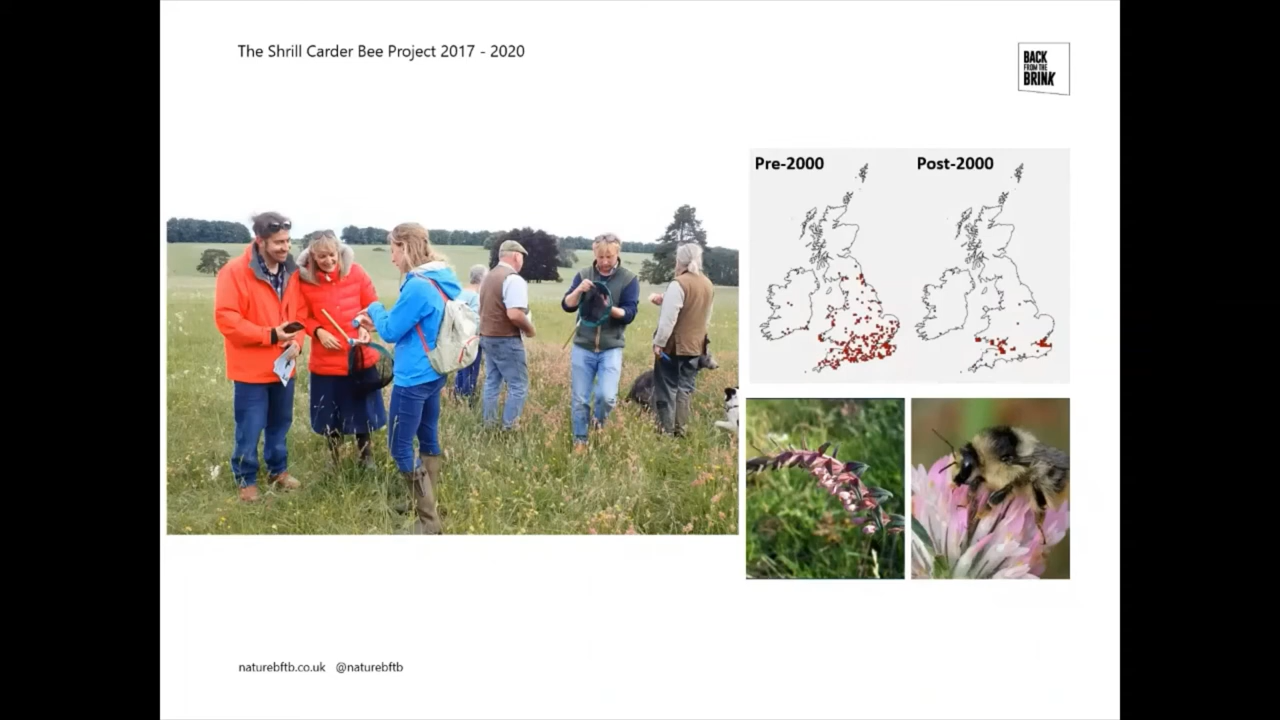 The Shrill Carder Bee Project 2017 - 2020
BACK
FROM THE
BRINK
Pre-2000
Post-2000
naturebftb.co.uk @naturebftb